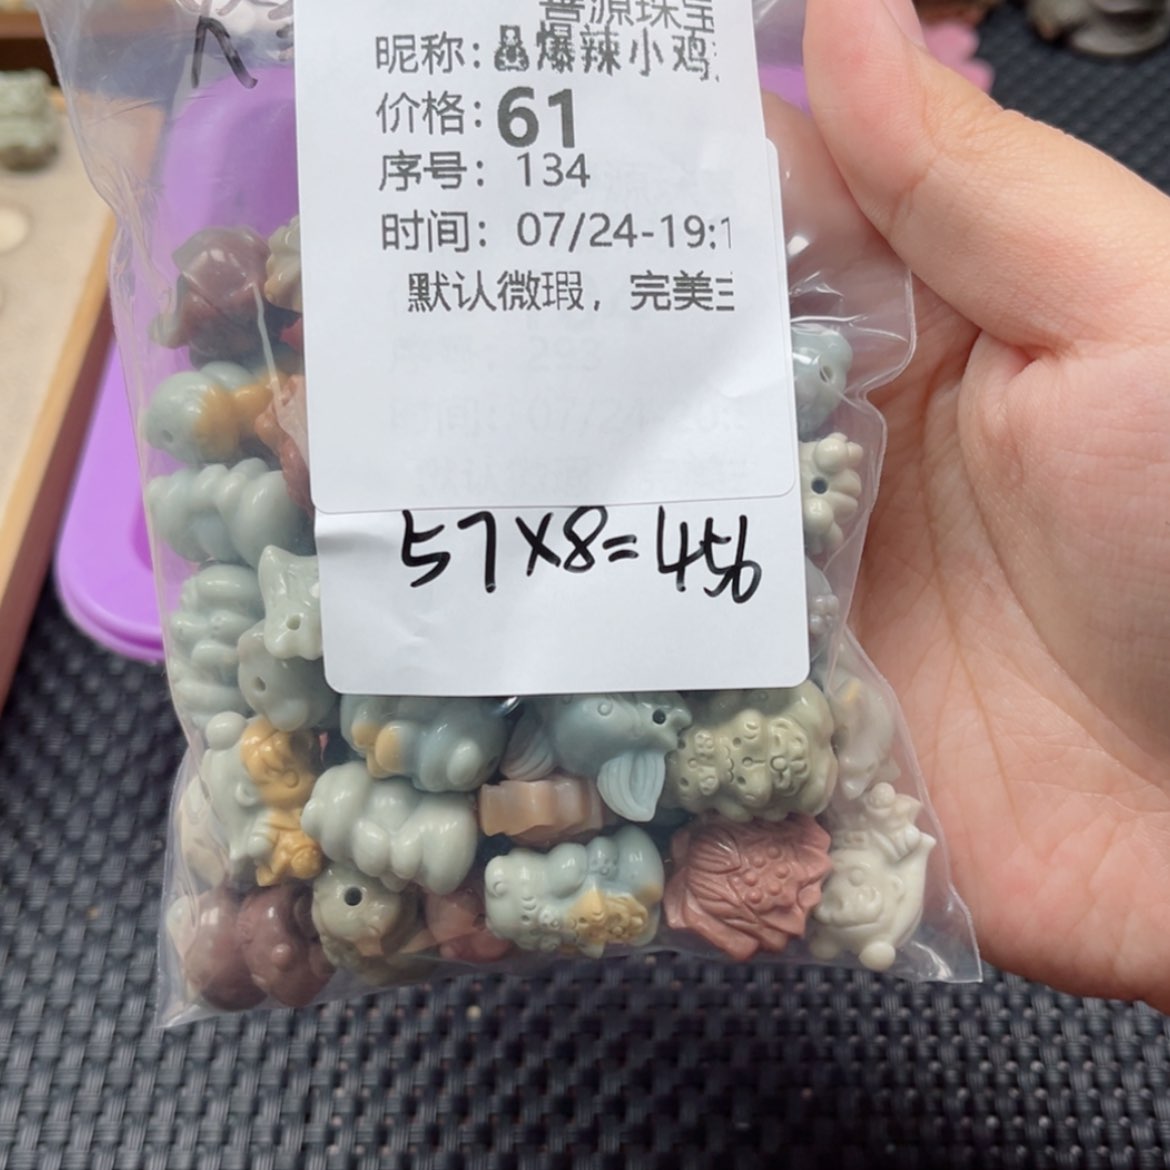 善源珠宝
昵称：爆辣小鸡
价格：61
序号：134
时间：07/24-19:1
默认微瑕，完美
57×8=456